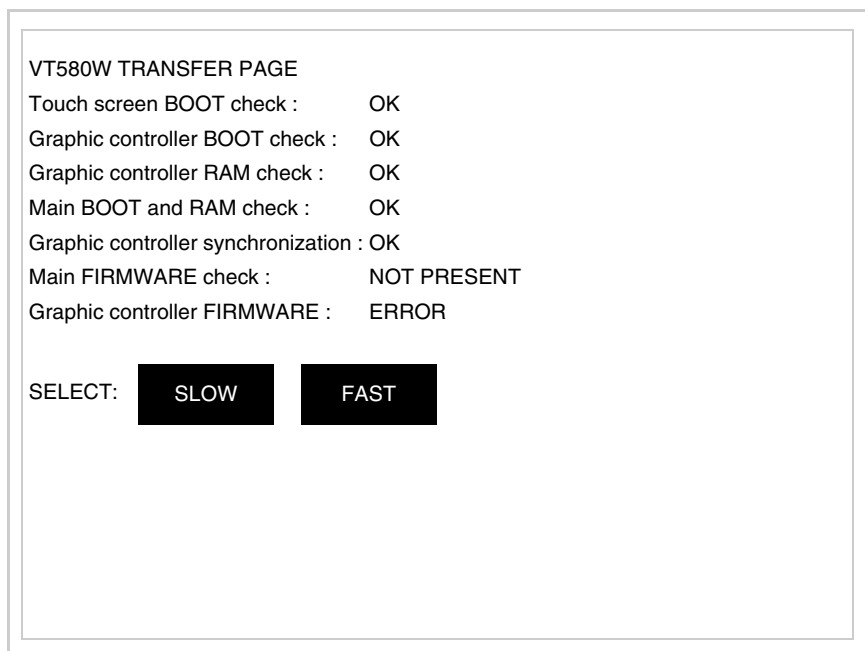 VT580W TRANSFER PAGE
Touch screen BOOT check : OK
Graphic controller BOOT check : OK
Graphic controller RAM check : OK
Main BOOT and RAM check : OK
Graphic controller synchronization : OK
Main FIRMWARE check : NOT PRESENT
Graphic controller FIRMWARE : ERROR
SELECT: SLOW FAST